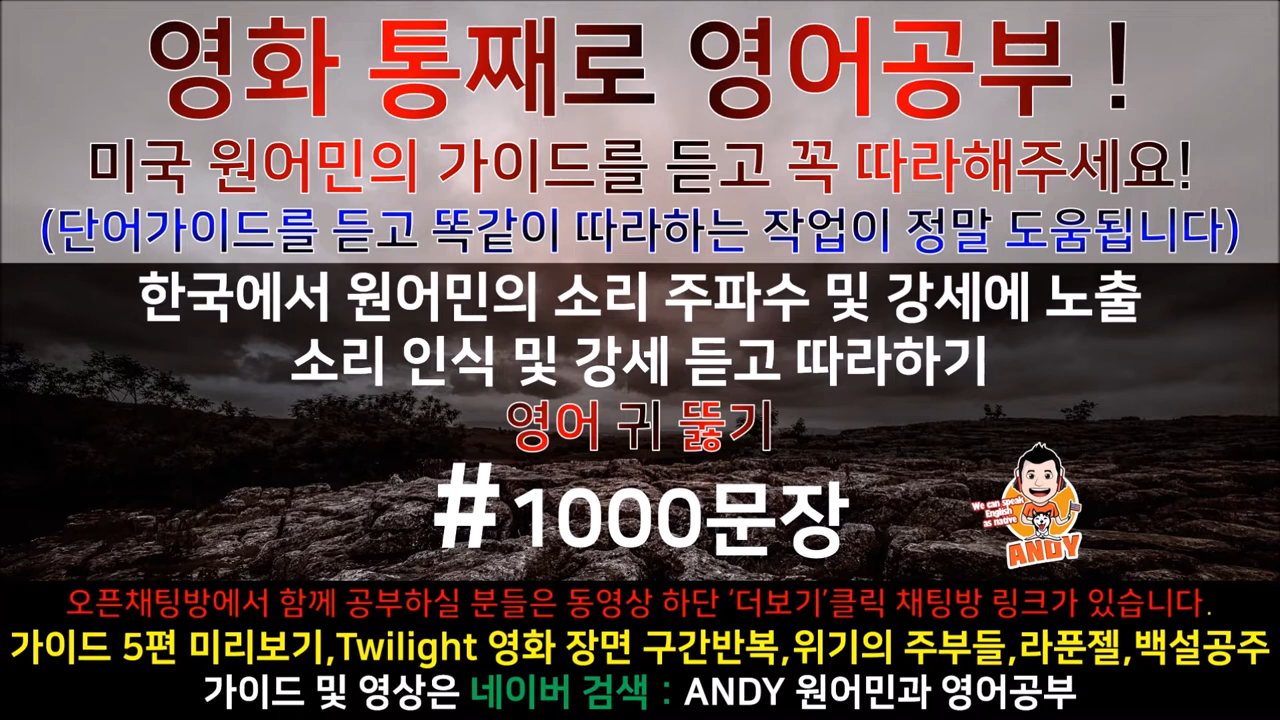 영화 통째로 영어공부 !
미국 원어민의 가이드를 듣고 꼭 따라해주세요!
(단어가이드를 듣고 똑같이 따라하는 작업이 정말 도움됩니다)
한국에서 원어민의 소리 주파수 및 강세에 노출
소리 인식 및 강세 듣고 따라하기
영어 귀 뚫기
#1000문장
We can speak
English
as native
ANDY
오픈채팅방에서 함께 공부하실 분들은 동영상 하단 ‘더보기’클릭 채팅방 링크가 있습니다.
가이드 5편 미리보기,Twilight 영화 장면 구간반복,위기의 주부들,라푼젤,백설공주
가이드 및 영상은 네이버 검색 : ANDY 원어민과 영어공부